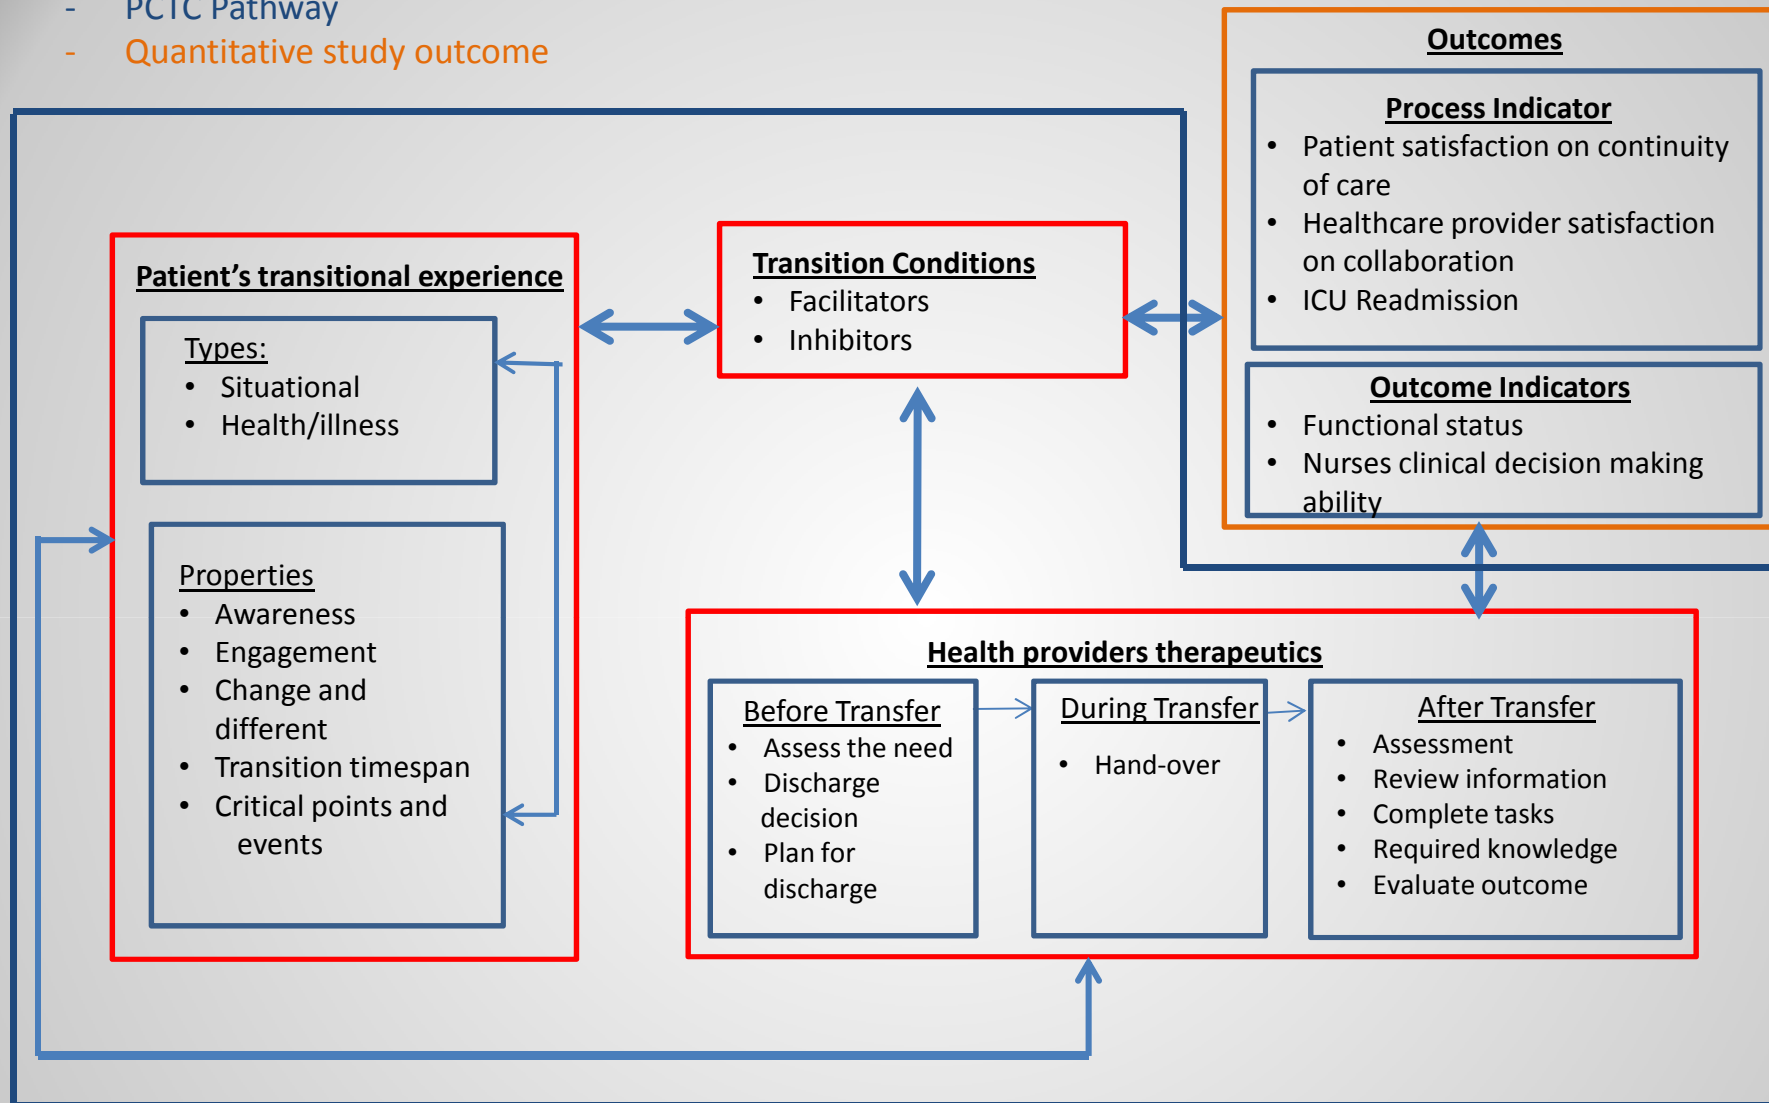 - PCTC Pathway
- Quantitative study outcome
Outcomes
Process Indicator
• Patient satisfaction on continuity
of care
• Healthcare provider satisfaction
on collaboration
• ICU Readmission
Outcome Indicators
• Functional status
• Nurses clinical decision making
ability
Patient’s transitional experience
Types:
• Situational
• Health/illness
Properties
• Awareness
• Engagement
• Change and
different
• Transition timespan
• Critical points and
events
Transition Conditions
• Facilitators
• Inhibitors
Health providers therapeutics
Before Transfer
• Assess the need
• Discharge
decision
• Plan for
discharge
During Transfer
• Hand-over
After Transfer
• Assessment
• Review information
• Complete tasks
• Required knowledge
• Evaluate outcome